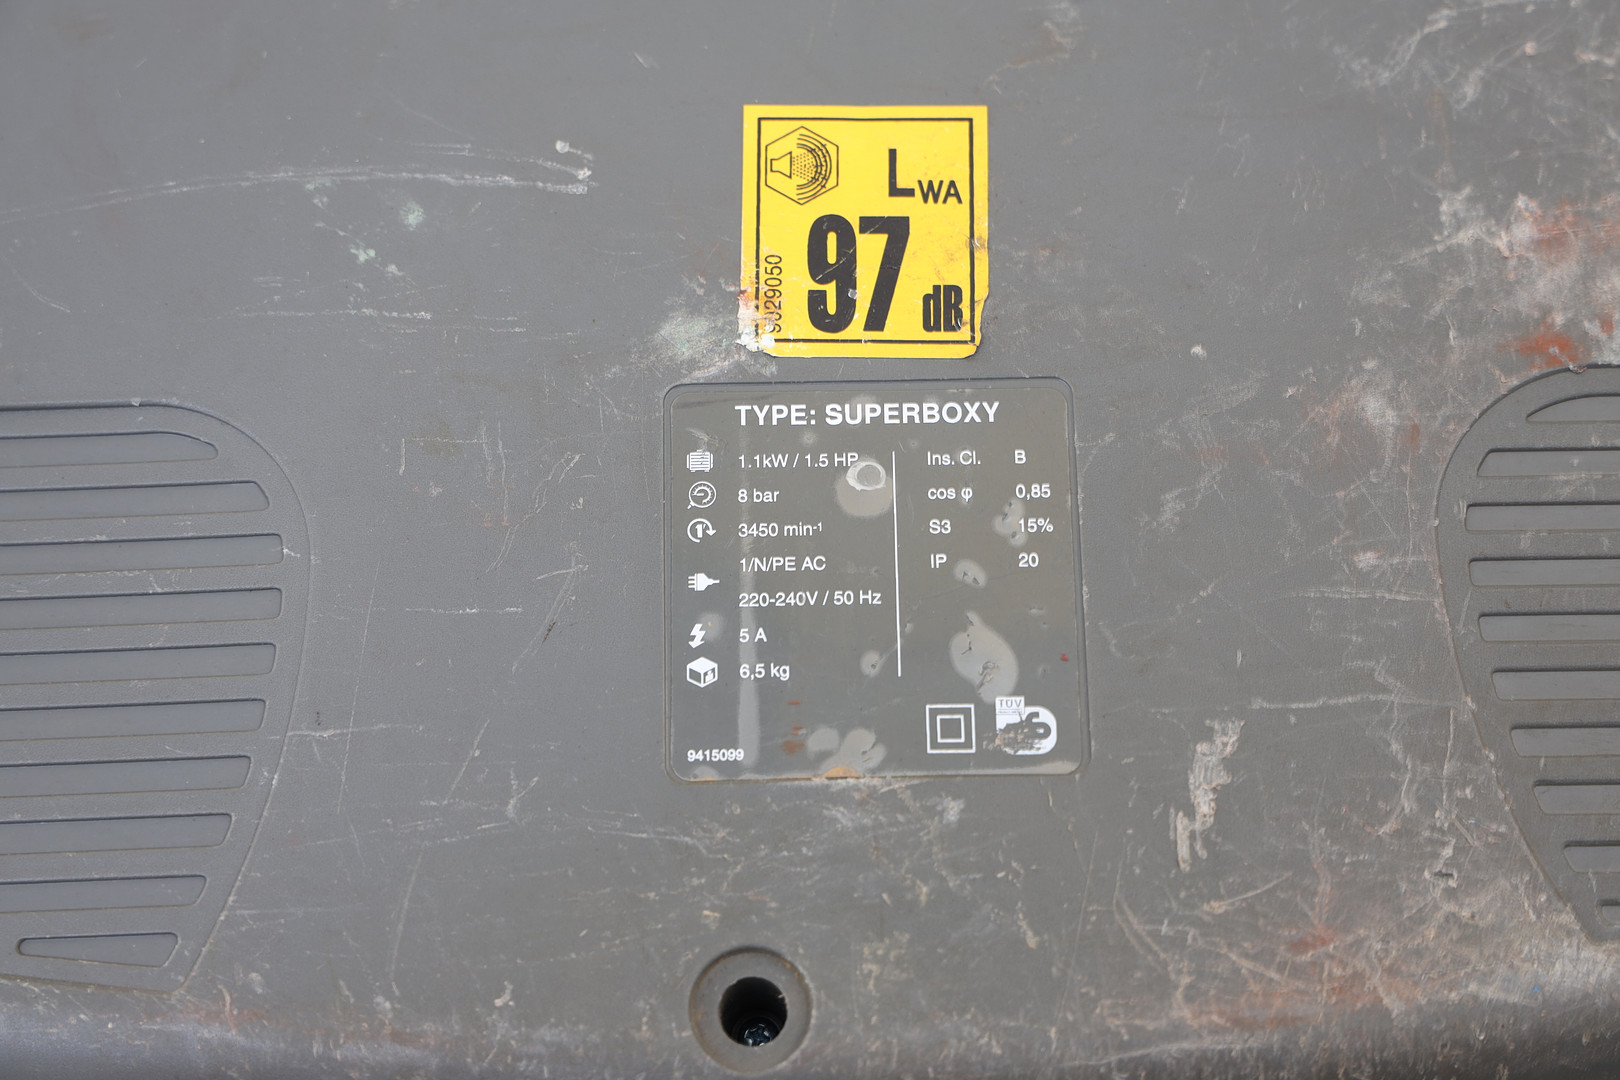 LWA
97 dB
9029050
TYPE: SUPERBOXY
1.1kW / 1.5 HP
8 bar
3450 min-1
1/N/PE AC
220-240V / 50 Hz
5 A
6,5 kg
Ins. Cl. B
cos φ 0,85
S3 15%
IP 20
TÜV
9415099